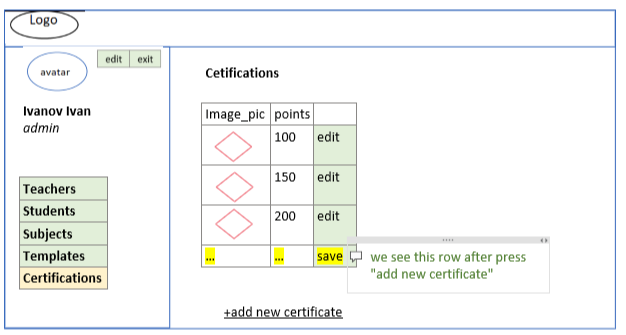 Logo
edit exit
avatar
Ivanov Ivan
admin
Teachers
Students
Subjects
Templates
Certifications
Cetifications
Image_pic points
100 edit
150 edit
200 edit
... ... save
we see this row after press
"add new certificate"
+add new certificate